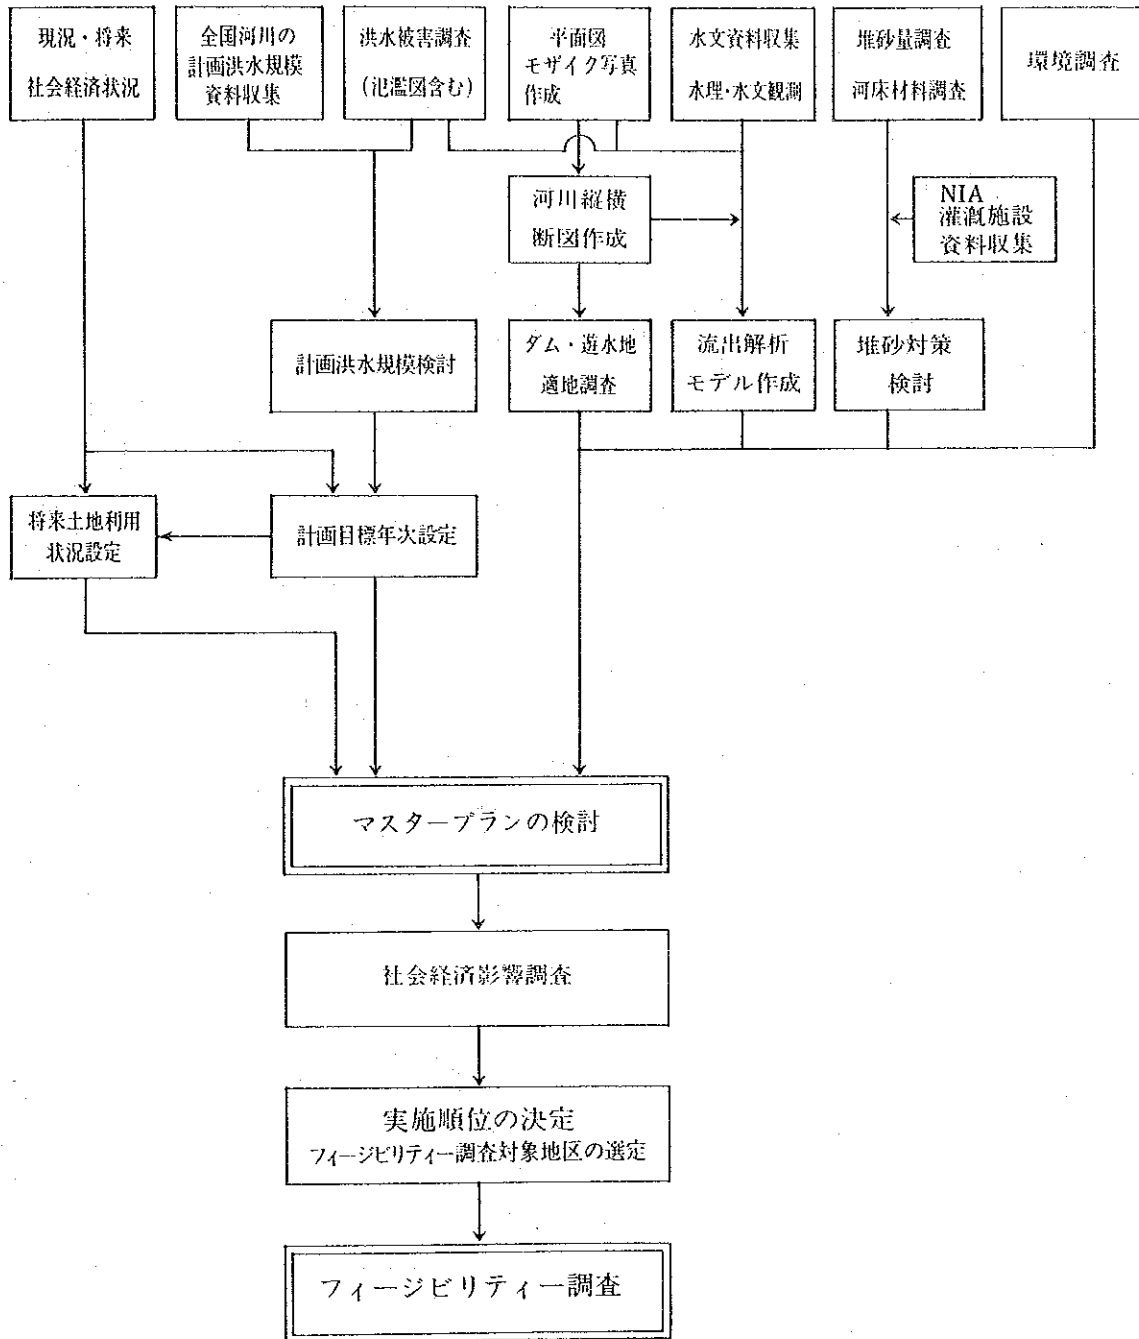 現況・将来
社会経済状況
全国河川の
計画洪水規模
資料収集
洪水被害調査
(氾濫図含む)
平面図
モザイク写真
作成
水文資料収集
水理・水文観測
堆砂量調査
河床材料調査
環境調査
河川縦横
断図作成
NIA
灌漑施設
資料収集
計画洪水規模検討
ダム・遊水地
適地調査
流出解析
モデル作成
堆砂対策
検討
将来土地利用
状況設定
計画目標年次設定
マスタープランの検討
社会経済影響調査
実施順位の決定
フィージビリティー調査対象地区の選定
フィージビリティー調査